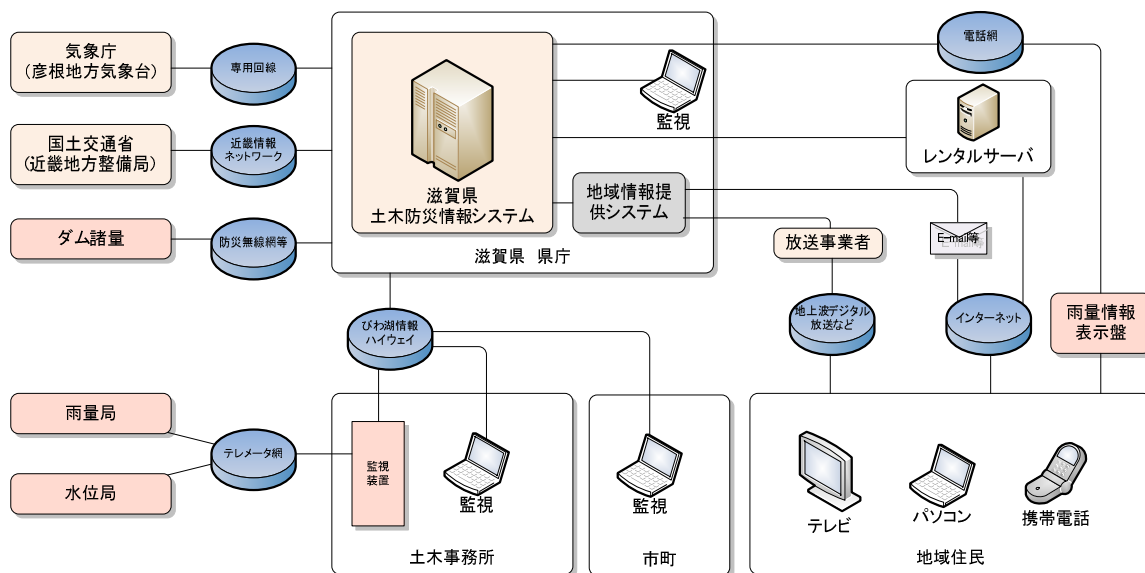 気象庁
(彦根地方気象台)
専用回線
国土交通省
(近畿地方整備局)
近畿情報
ネットワーク
ダム諸量
防災無線網等
滋賀県
土木防災情報システム
監視
地域情報提
供システム
滋賀県 県庁
電話網
レンタルサーバ
放送事業者
E-mail等
地上波デジタル
放送など
インターネット
雨量情報
表示盤
びわ湖情報
ハイウェイ
雨量局
水位局
テレメータ網
監視
装置
監視
土木事務所
監視
市町
テレビ
パソコン
携帯電話
地域住民